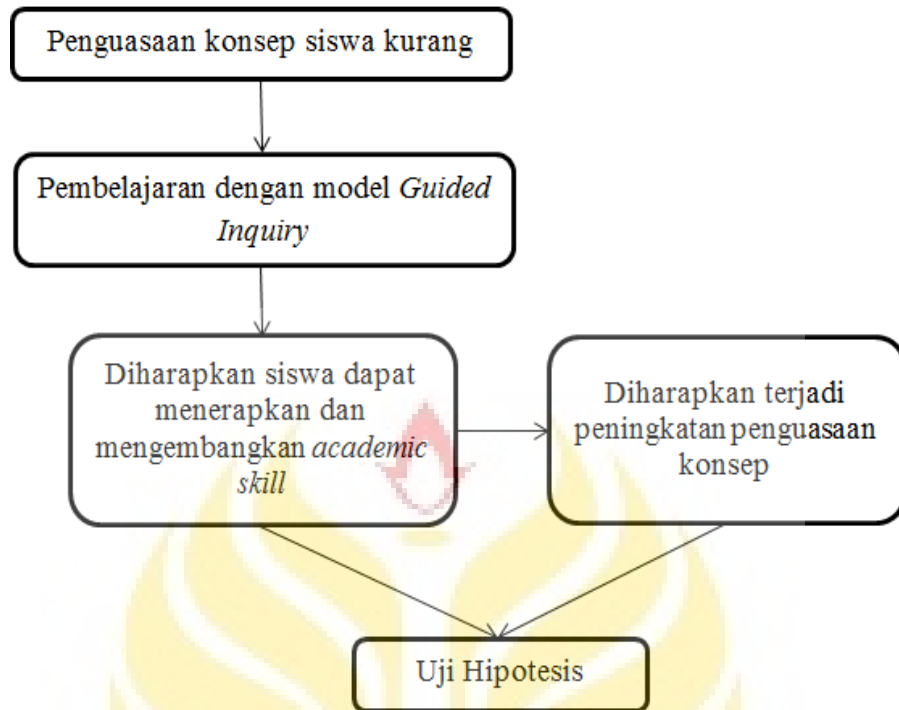 Penguasaan konsep siswa kurang
Pembelajaran dengan model Guided
Inquiry
Diharapkan siswa dapat
menerapkan dan
mengembangkan academic
skill
Diharapkan terjadi
peningkatan penguasaan
konsep
Uji Hipotesis